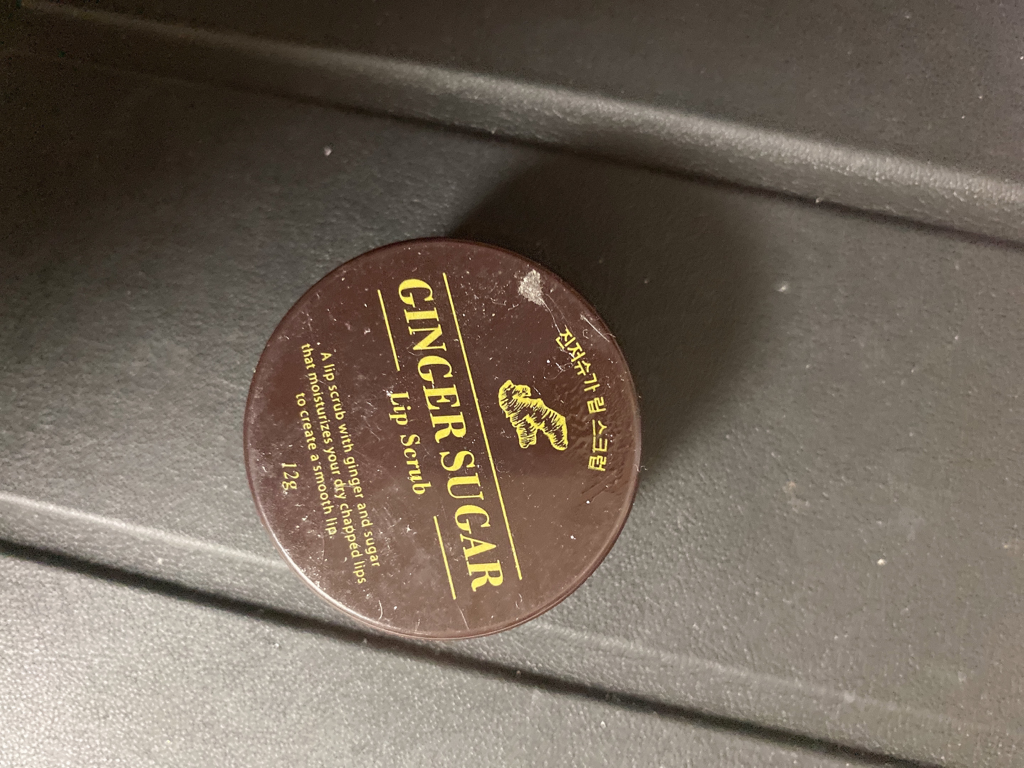 진저슈가 립 스크럽
GINGER SUGAR
Lip Scrub
A lip scrub with ginger and sugar
that moisturizes your dry chapped lips
to create a smooth lip.
12g.